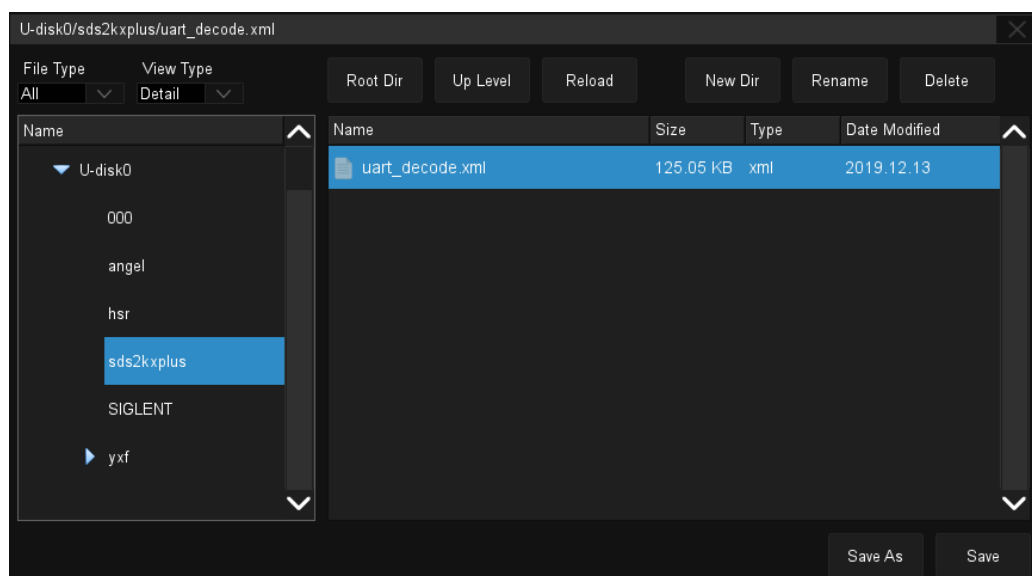 U-disk0/sds2kxplus/uart_decode.xml
File Type View Type
All Detail
Root Dir Up Level Reload New Dir Rename Delete
Name
U-disk0
000
angel
hsr
sds2kxplus
SIGLENT
yxf
Name Size Type Date Modified
uart_decode.xml 125.05 KB xml 2019.12.13
Save As Save